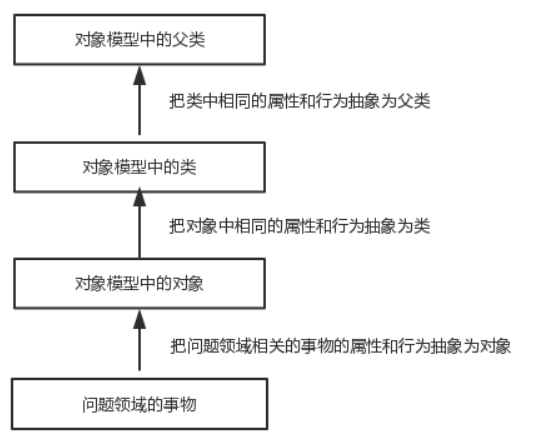 对象模型中的父类
把类中相同的属性和行为抽象为父类
对象模型中的类
把对象中相同的属性和行为抽象为类
对象模型中的对象
把问题领域相关的事物的属性和行为抽象为对象
问题领域的事物